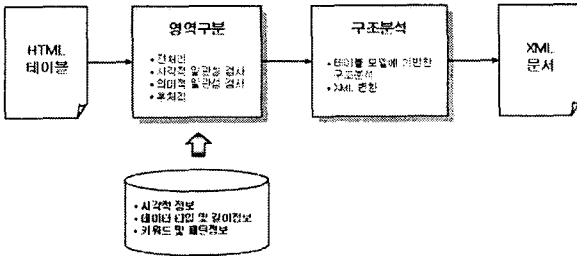 HTML
테이블
영역구분
• 전처리
• 시각적 일관성 검사
• 의미적 일관성 검사
• 후처리
구조분석
• 테이블 모델에 기반한
구조분석
• XML 변환
XML
문서
• 시각적 정보
• 데이터 타입 및 길이정보
• 키워드 및 패턴정보